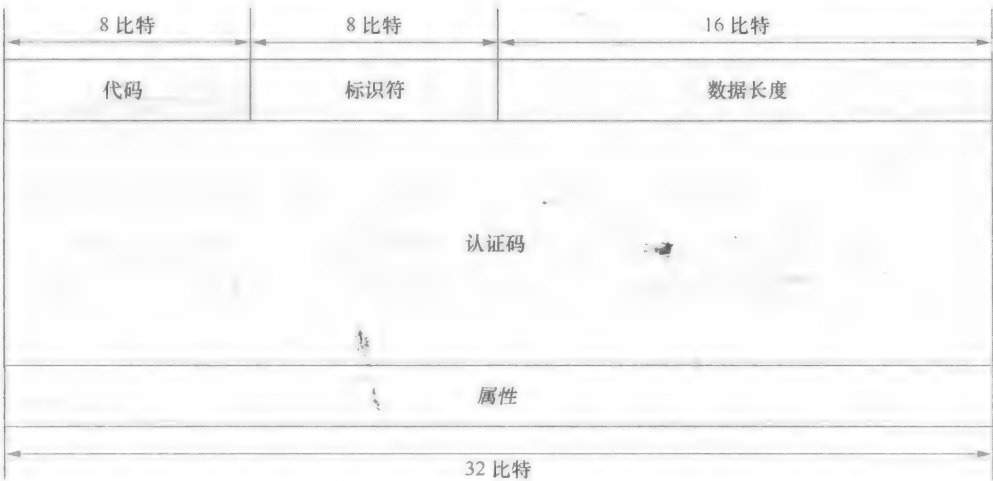 8 比特 8 比特 16 比特
代码 标识符 数据长度
认证码
属性
32 比特